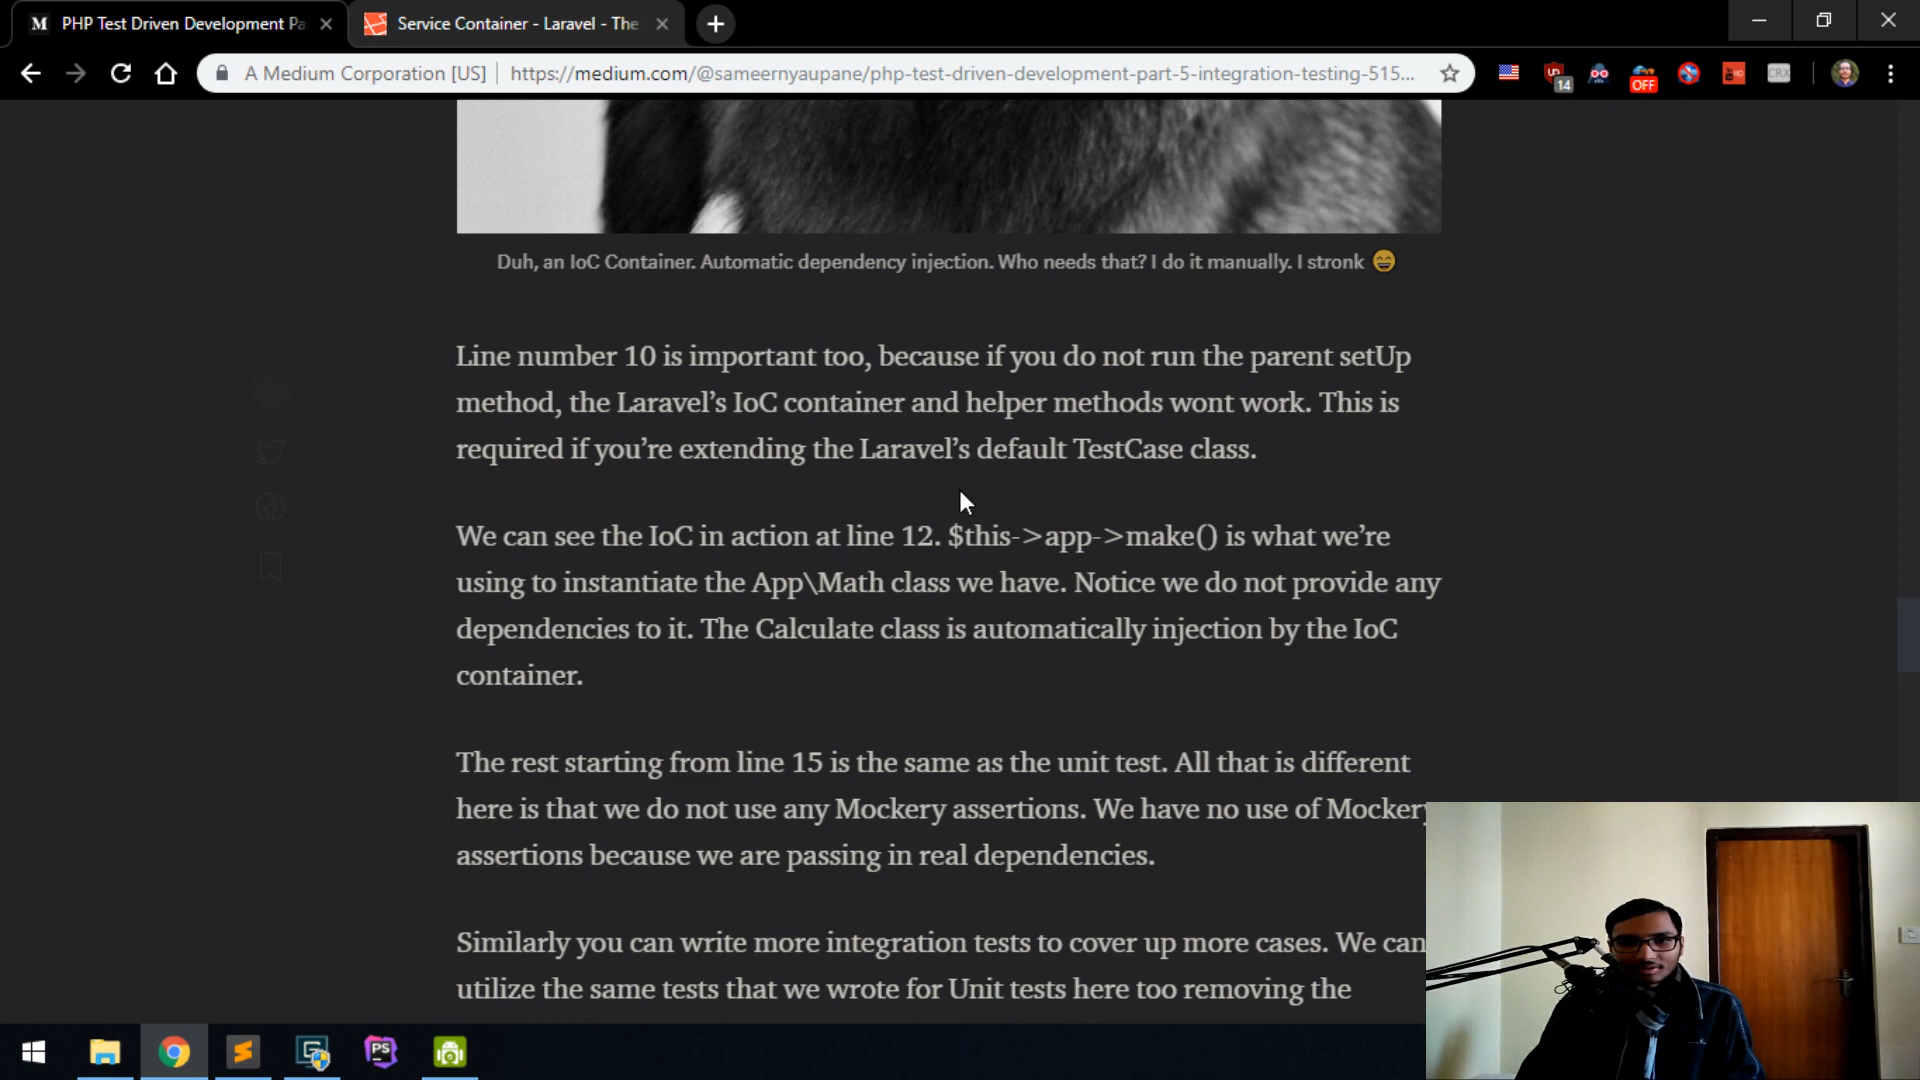 M PHP Test Driven Development Pa
Service Container - Laravel - The
A Medium Corporation [US]
https://medium.com/@sameernyaupane/php-test-driven-development-part-5-integration-testing-515...
14
OFF
HD
CRX
Duh, an IoC Container. Automatic dependency injection. Who needs that? I do it manually. I stronk 😄
Line number 10 is important too, because if you do not run the parent setUp
method, the Laravel’s IoC container and helper methods wont work. This is
required if you’re extending the Laravel’s default TestCase class.
We can see the IoC in action at line 12. $this->app->make() is what we’re
using to instantiate the App\Math class we have. Notice we do not provide any
dependencies to it. The Calculate class is automatically injection by the IoC
container.
The rest starting from line 15 is the same as the unit test. All that is different
here is that we do not use any Mockery assertions. We have no use of Mockery
assertions because we are passing in real dependencies.
Similarly you can write more integration tests to cover up more cases. We can
utilize the same tests that we wrote for Unit tests here too removing the
PS